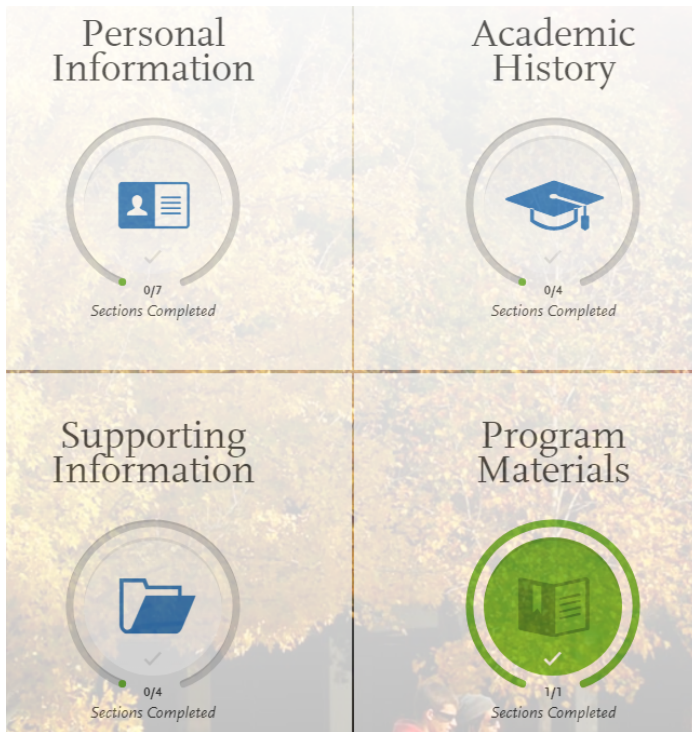 Personal
Information
0/7
Sections Completed
Academic
History
0/4
Sections Completed
Supporting
Information
0/4
Sections Completed
Program
Materials
1/1
Sections Completed